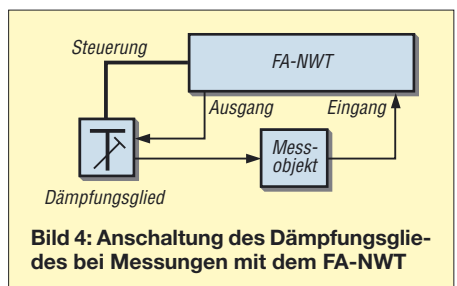 Steuerung
FA-NWT
Ausgang
Eingang
Mess-
objekt
Dämpfungsglied
Bild 4: Anschaltung des Dämpfungsglie-
des bei Messungen mit dem FA-NWT